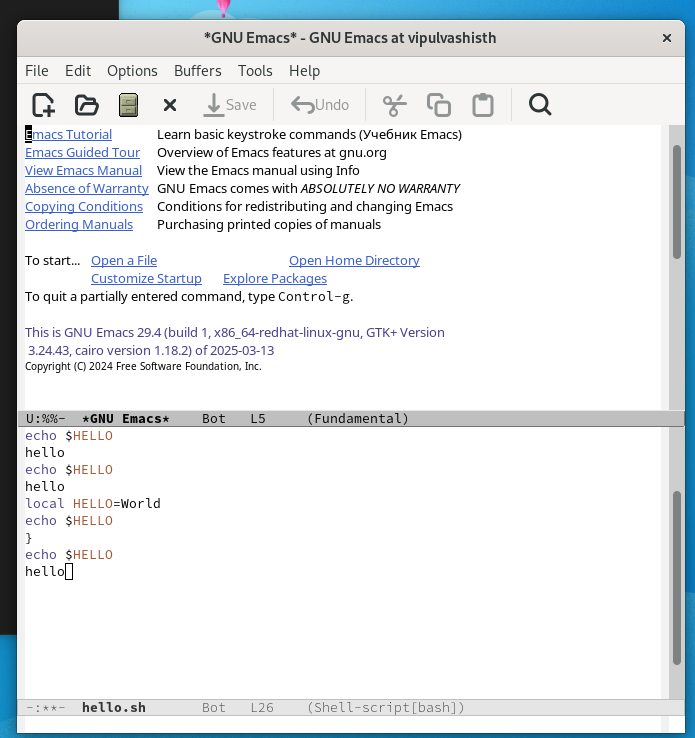 *GNU Emacs* - GNU Emacs at vipulvashisth
File Edit Options Buffers Tools Help
Save Undo
Emacs Tutorial Learn basic keystroke commands (Учебник Emacs)
Emacs Guided Tour Overview of Emacs features at gnu.org
View Emacs Manual View the Emacs manual using Info
Absence of Warranty GNU Emacs comes with ABSOLUTELY NO WARRANTY
Copying Conditions Conditions for redistributing and changing Emacs
Ordering Manuals Purchasing printed copies of manuals
To start... Open a File Open Home Directory
Customize Startup Explore Packages
To quit a partially entered command, type Control-g.
This is GNU Emacs 29.4 (build 1, x86_64-redhat-linux-gnu, GTK+ Version
3.24.43, cairo version 1.18.2) of 2025-03-13
Copyright (C) 2024 Free Software Foundation, Inc.
U:%%- *GNU Emacs* Bot L5 (Fundamental)
echo $HELLO
hello
echo $HELLO
hello
local HELLO=World
echo $HELLO
}
echo $HELLO
hello
-:**- hello.sh Bot L26 (Shell-script[bash])